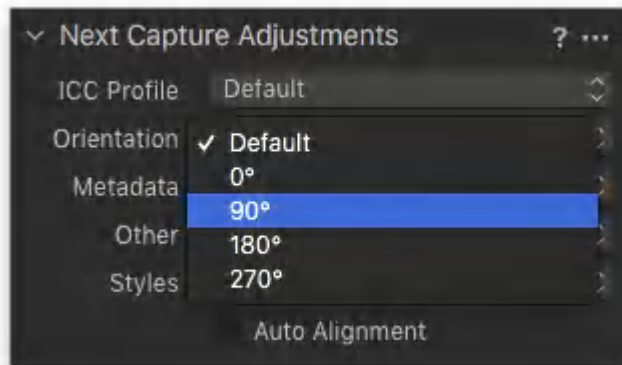 Next Capture Adjustments ? ...
ICC Profile Default
Orientation ✓ Default
0°
Metadata
90°
Other 180°
Styles 270°
Auto Alignment